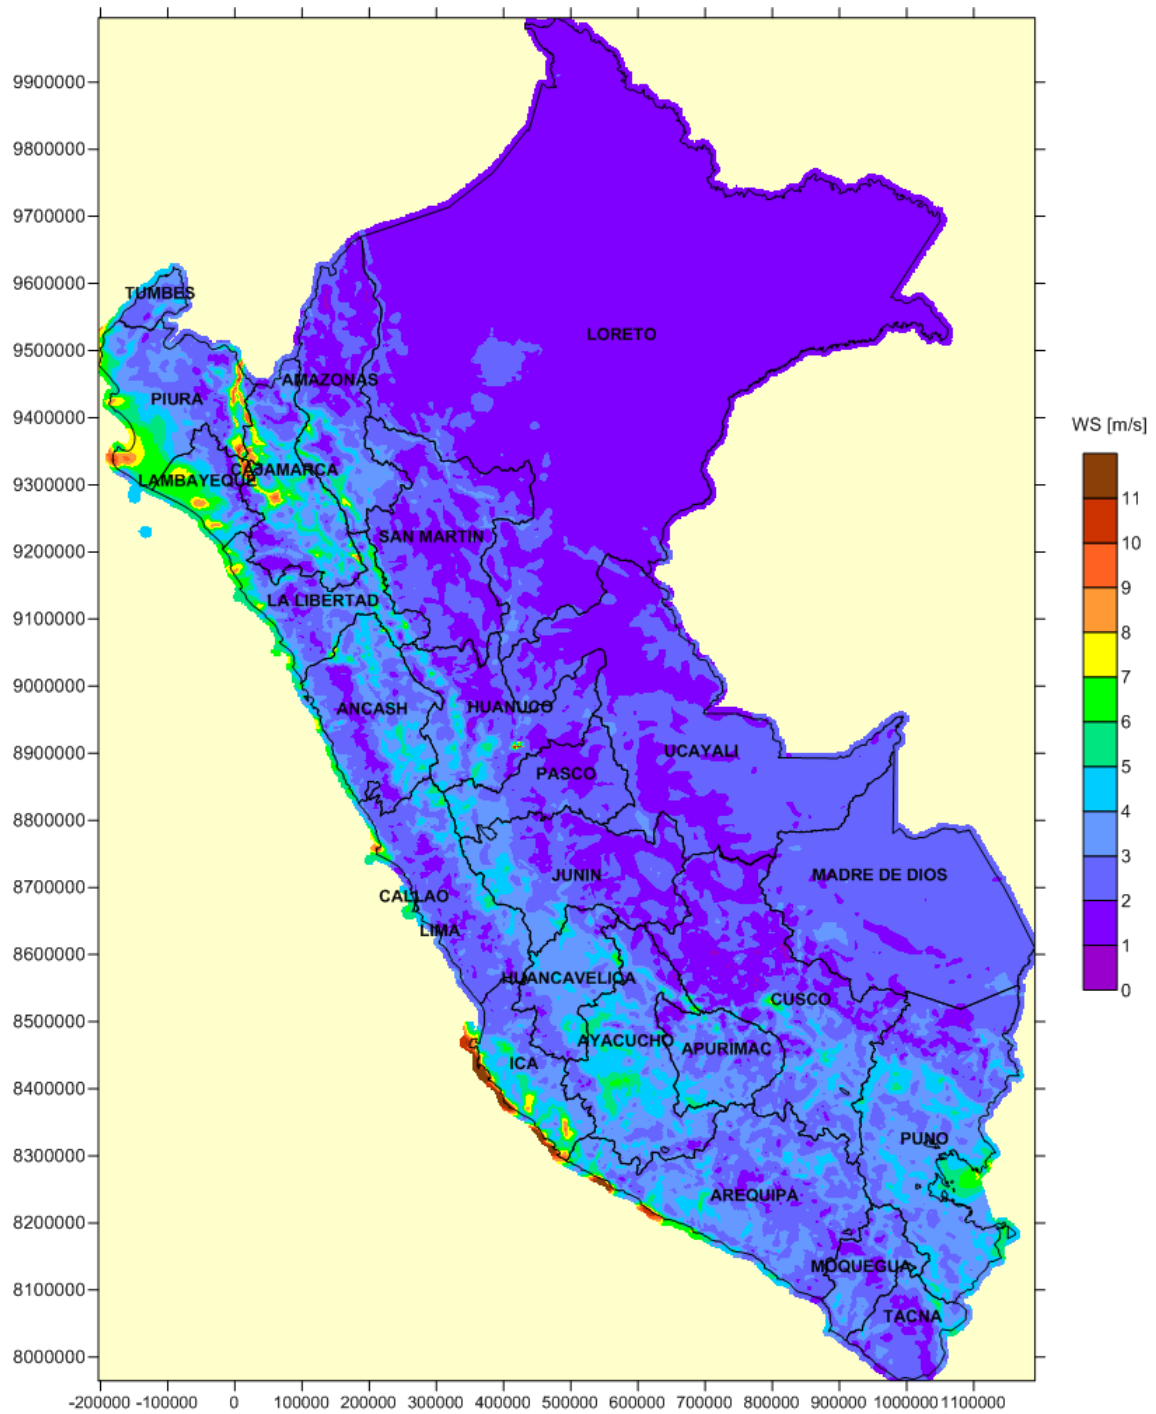 9900000
9800000
9700000
9600000
9500000
9400000
9300000
9200000
9100000
9000000
8900000
8800000
8700000
8600000
8500000
8400000
8300000
8200000
8100000
8000000
TUMBES
LORETO
AMAZONAS
PIURA
CAJAMARCA
LAMBAYEQUE
SAN MARTIN
LA LIBERTAD
ANCASH
HUANUCO
UCAYALI
PASCO
MADRE DE DIOS
JUNIN
CALLAO
LIMA
HUANCAVELICA
CUSCO
AYACUCHO
APURIMAC
ICA
PUNO
AREQUIPA
MOQUEGUA
TACNA
WS [m/s]
11
10
9
8
7
6
5
4
3
2
1
0
-200000 -100000 0 100000 200000 300000 400000 500000 600000 700000 800000 900000 1000000 1100000